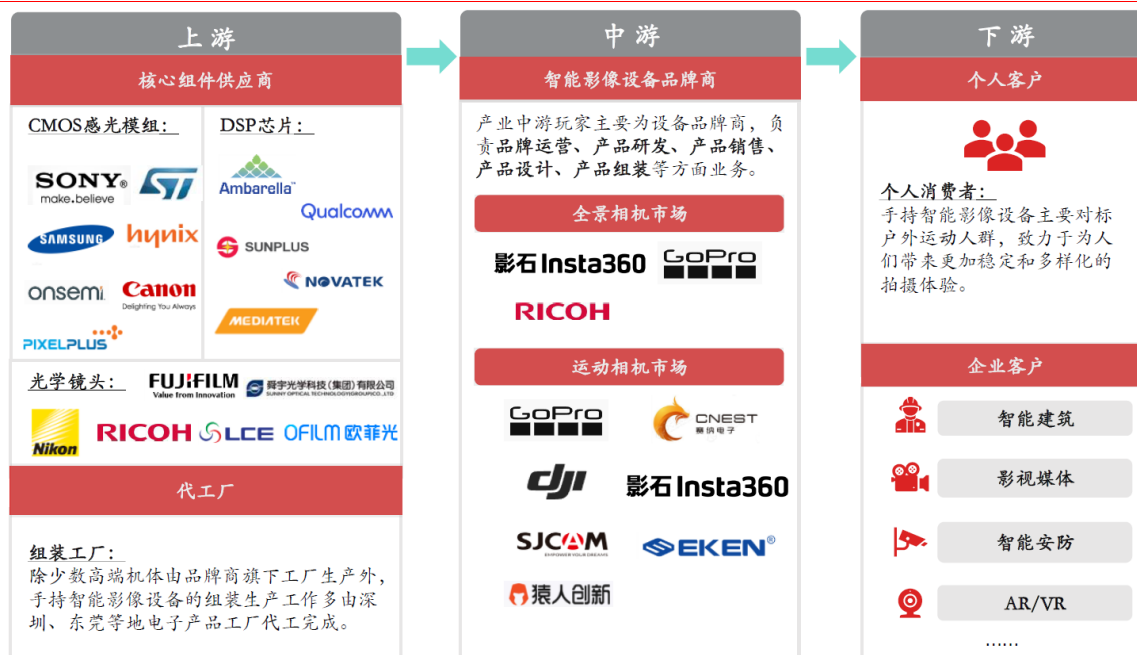 上游
核心组件供应商
CMOS感光模组：
SONY®
make.believe
ST
SAMSUNG
hynix
onsemi
Canon
Delighting You Always
PIXELPLUS
DSP芯片：
Ambarella™
Qualcomm
SUNPLUS
NOVATEK
MEDIATEK
光学镜头：
FUJIFILM
Value from Innovation
舜宇光学科技(集团)有限公司
SUNNY OPTICAL TECHNOLOGY(GROUP)CO.,LTD
Nikon
RICOH
LCE
OFILM欧菲光
代工厂
组装工厂：
除少数高端机体由品牌商旗下工厂生产外，
手持智能影像设备的组装生产工作多由深
圳、东莞等地电子产品工厂代工完成。
中游
智能影像设备品牌商
产业中游玩家主要为设备品牌商，负
责品牌运营、产品研发、产品销售、
产品设计、产品组装等方面业务。
全景相机市场
影石Insta360
GoPro
RICOH
运动相机市场
GoPro
CNEST
赛纳电子
dji
影石Insta360
SJCAM
EMPOWER YOUR DREAMS
EKEN®
猿人创新
下游
个人客户
个人消费者：
手持智能影像设备主要对标
户外运动人群，致力于为人
们带来更加稳定和多样化的
拍摄体验。
企业客户
智能建筑
影视媒体
智能安防
AR/VR
……